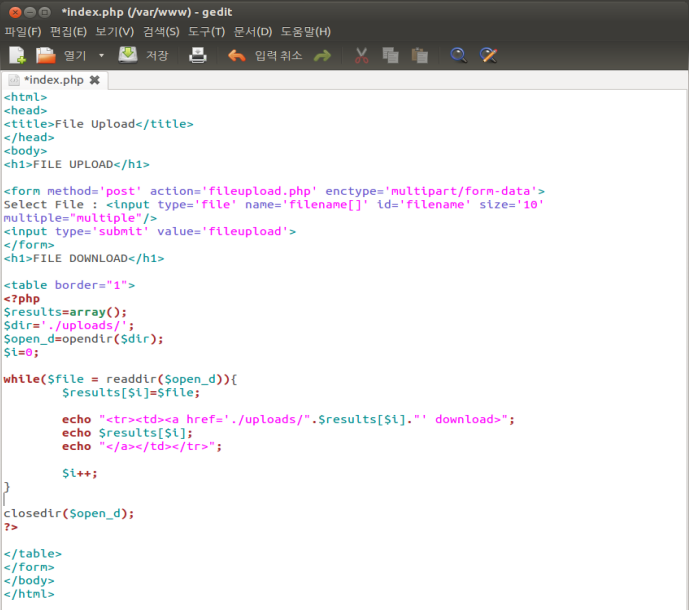 *index.php (/var/www) - gedit
파일(F) 편집(E) 보기(V) 검색(S) 도구(T) 문서(D) 도움말(H)
열기 저장 입력 취소
*index.php
<html>
<head>
<title>File Upload</title>
</head>
<body>
<h1>FILE UPLOAD</h1>
<form method='post' action='fileupload.php' enctype='multipart/form-data'>
Select File : <input type='file' name='filename[]' id='filename' size='10'
multiple="multiple"/>
<input type='submit' value='fileupload'>
</form>
<h1>FILE DOWNLOAD</h1>
<table border="1">
<?php
$results=array();
$dir='./uploads/';
$open_d=opendir($dir);
$i=0;
while($file = readdir($open_d)){
$results[$i]=$file;
echo "<tr><td><a href='./uploads/".$results[$i]."' download>";
echo $results[$i];
echo "</a></td></tr>";
$i++;
}
closedir($open_d);
?>
</table>
</form>
</body>
</html>